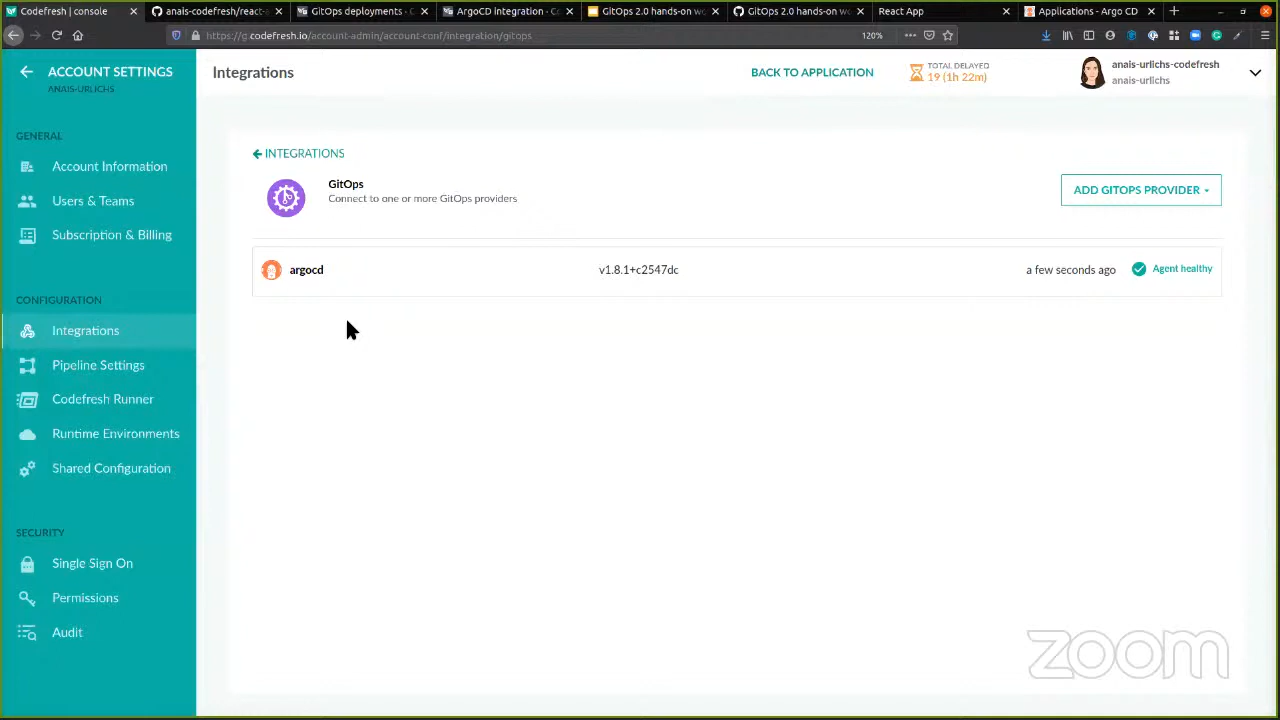 Codefresh | console
anais-codefresh/react-a
GitOps deployments - C
ArgoCD Integration - Co
GitOps 2.0 hands-on wo
GitOps 2.0 hands-on wo
React App
Applications - Argo CD
https://g.codefresh.io/account-admin/account-conf/integration/gitops
120%
ACCOUNT SETTINGS
ANAIS-URLICHS
Integrations
BACK TO APPLICATION
TOTAL DELAYED
19 (1h 22m)
anais-urlichs-codefresh
anais-urlichs
GENERAL
Account Information
Users & Teams
Subscription & Billing
CONFIGURATION
Integrations
Pipeline Settings
Codefresh Runner
Runtime Environments
Shared Configuration
SECURITY
Single Sign On
Permissions
Audit
INTEGRATIONS
GitOps
Connect to one or more GitOps providers
ADD GITOPS PROVIDER
argocd
v1.8.1+c2547dc
a few seconds ago
Agent healthy
zoom